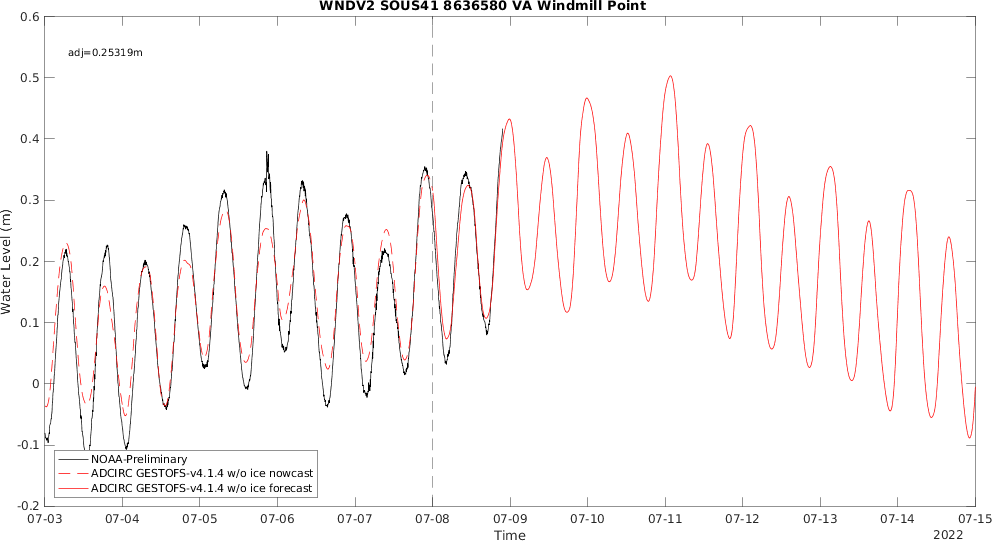 WNDV2 SOUS41 8636580 VA Windmill Point
adj=0.25319m
Water Level (m)
0.6
0.5
0.4
0.3
0.2
0.1
0
-0.1
-0.2
NOAA-Preliminary
ADCIRC GESTOFS-v4.1.4 w/o ice nowcast
ADCIRC GESTOFS-v4.1.4 w/o ice forecast
07-03 07-04 07-05 07-06 07-07 07-08 07-09 07-10 07-11 07-12 07-13 07-14 07-15
Time
2022